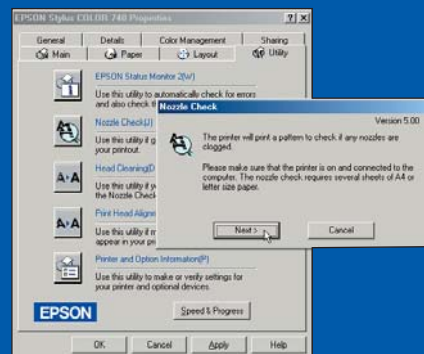 EPSON Stylus COLOR 740 Properties
General Details Color Management Sharing
Main Paper Layout Utility
EPSON Status Monitor 2(W)
Use this utility to automatically check for errors
and also check th
Nozzle Check(U)
Use this utility if g
your printout.
Head Cleaning(D
Use this utility if yo
the Nozzle Check
Print Head Alignme
Use this utility if m
appear in your pri
Printer and Option Information(P)
Use this utility to make or verify settings for
your printer and optional devices.
EPSON
Speed & Progress
OK Cancel Apply Help
Nozzle Check
Version 5.00
The printer will print a pattern to check if any nozzles are
clogged.
Please make sure that the printer is on and connected to the
computer. The nozzle check requires several sheets of A4 or
letter size paper.
Next > Cancel